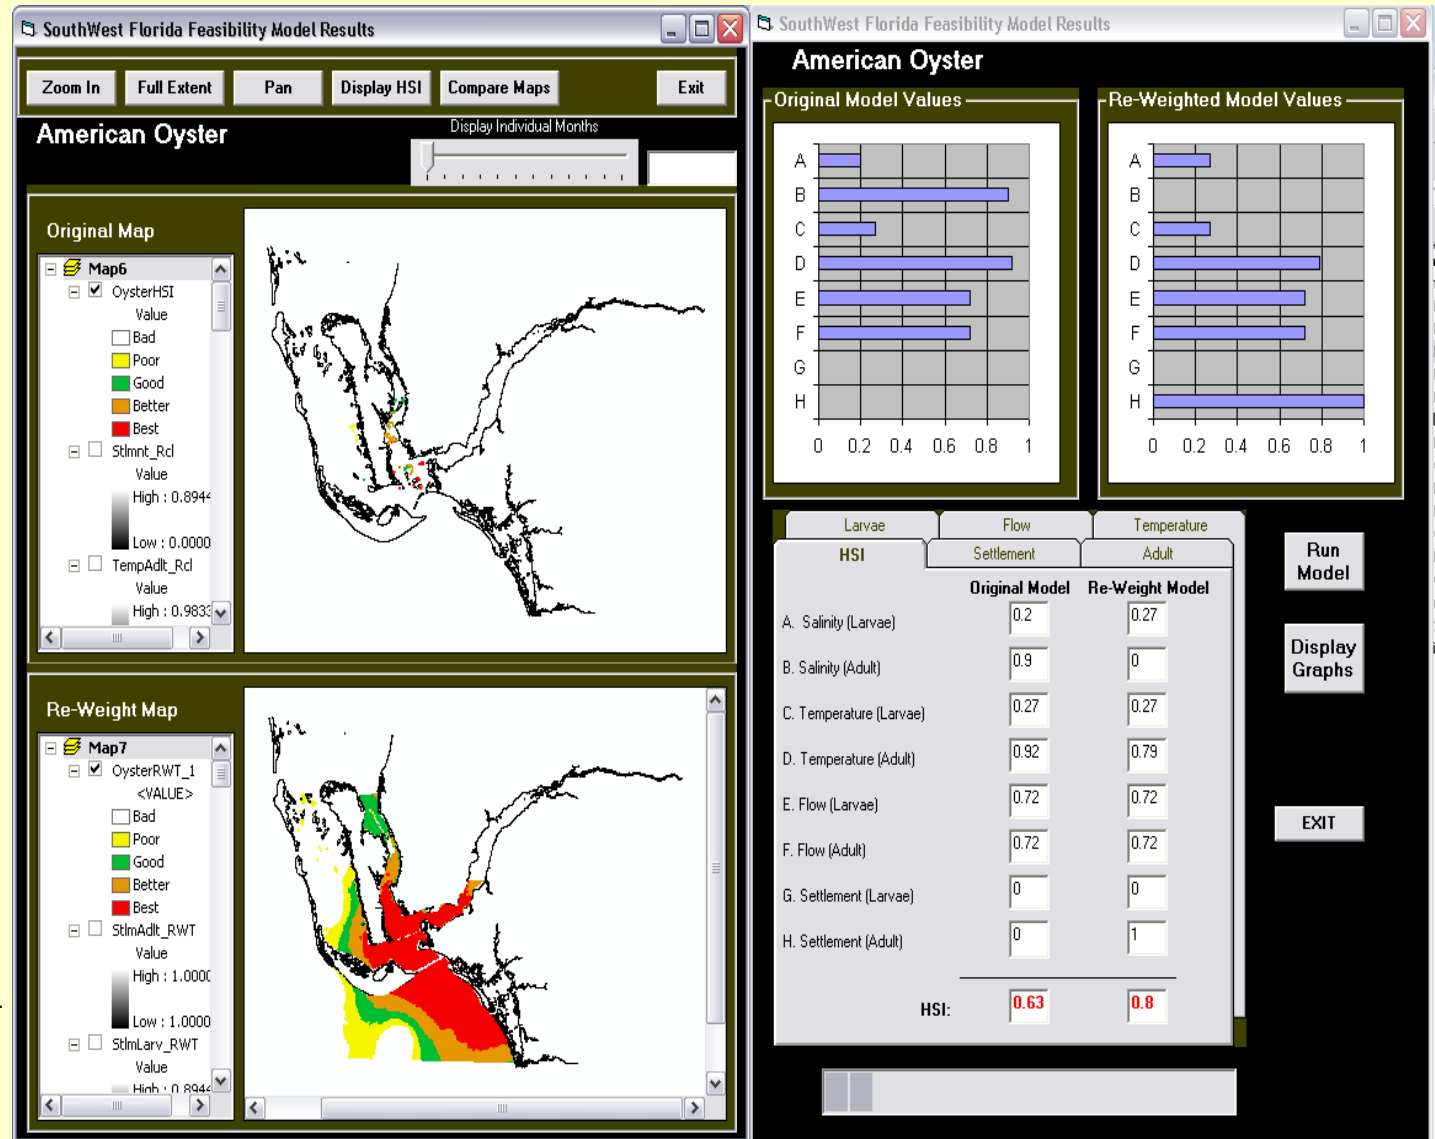 SouthWest Florida Feasibility Model Results
Zoom In Full Extent Pan Display HSI Compare Maps Exit
American Oyster
Display Individual Months
Original Map
Map6
OysterHSI
Value
Bad
Poor
Good
Better
Best
Stlmnt_Rcl
Value
High : 0.8944
Low : 0.0000
TempAdlt_Rcl
Value
High : 0.9833
Re-Weight Map
Map7
OysterRWT_1
<VALUE>
Bad
Poor
Good
Better
Best
StlmAdlt_RWT
Value
High : 1.0000
Low : 1.0000
StlmLarv_RWT
Value
High : 0.8944
SouthWest Florida Feasibility Model Results
American Oyster
Original Model Values
A
B
C
D
E
F
G
H
0 0.2 0.4 0.6 0.8 1
Re-Weighted Model Values
A
B
C
D
E
F
G
H
0 0.2 0.4 0.6 0.8 1
Larvae Flow Temperature
HSI Settlement Adult
Original Model Re-Weight Model
A. Salinity (Larvae) 0.2 0.27
B. Salinity (Adult) 0.9 0
C. Temperature (Larvae) 0.27 0.27
D. Temperature (Adult) 0.92 0.79
E. Flow (Larvae) 0.72 0.72
F. Flow (Adult) 0.72 0.72
G. Settlement (Larvae) 0 0
H. Settlement (Adult) 0 1
HSI: 0.63 0.8
Run
Model
Display
Graphs
EXIT